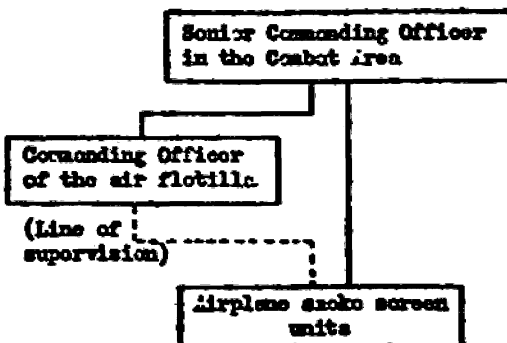 Senior Commanding Officer
in the Combat Area
Commanding Officer
of the air flotilla
(Line of
supervision)
Airplane smoke screen
units